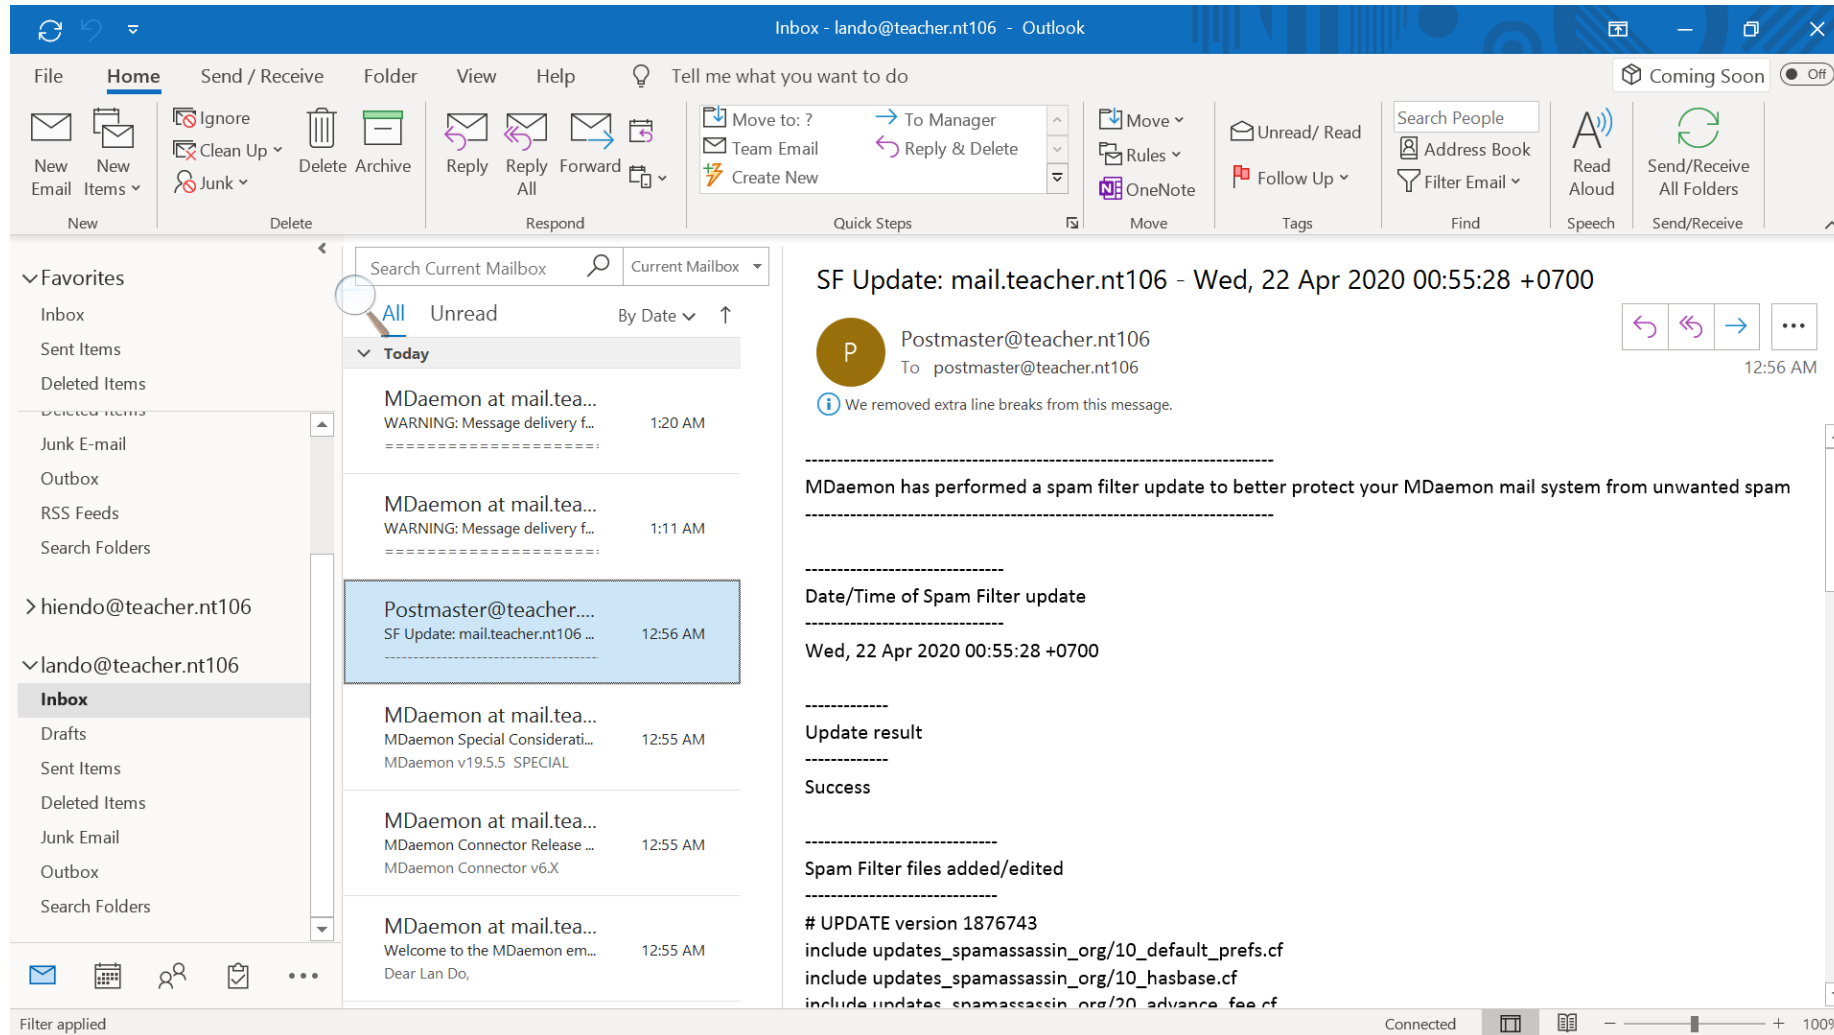 Inbox - lando@teacher.nt106 - Outlook
File Home Send / Receive Folder View Help Tell me what you want to do
Coming Soon Off
New Email
New Items
New
Ignore
Clean Up
Junk
Delete
Archive
Delete
Reply
Reply All
Forward
Respond
Move to: ?
Team Email
Create New
To Manager
Reply & Delete
Quick Steps
Move
Rules
OneNote
Move
Unread/ Read
Follow Up
Tags
Search People
Address Book
Filter Email
Find
Read Aloud
Speech
Send/Receive All Folders
Send/Receive
Favorites
Inbox
Sent Items
Deleted Items
Deleted Items
Junk E-mail
Outbox
RSS Feeds
Search Folders
hiendo@teacher.nt106
lando@teacher.nt106
Inbox
Drafts
Sent Items
Deleted Items
Junk Email
Outbox
Search Folders
Search Current Mailbox
Current Mailbox
All Unread
By Date
Today
MDaemon at mail.tea...
WARNING: Message delivery f... 1:20 AM
==========================
MDaemon at mail.tea...
WARNING: Message delivery f... 1:11 AM
==========================
Postmaster@teacher....
SF Update: mail.teacher.nt106 ... 12:56 AM
------------------------------------
MDaemon at mail.tea...
MDaemon Special Considerati... 12:55 AM
MDaemon v19.5.5 SPECIAL
MDaemon at mail.tea...
MDaemon Connector Release ... 12:55 AM
MDaemon Connector v6.X
MDaemon at mail.tea...
Welcome to the MDaemon em... 12:55 AM
Dear Lan Do,
SF Update: mail.teacher.nt106 - Wed, 22 Apr 2020 00:55:28 +0700
P
Postmaster@teacher.nt106
To postmaster@teacher.nt106
12:56 AM
We removed extra line breaks from this message.
--------------------------------------------------------------------------
MDaemon has performed a spam filter update to better protect your MDaemon mail system from unwanted spam
--------------------------------------------------------------------------
-------------------------------
Date/Time of Spam Filter update
-------------------------------
Wed, 22 Apr 2020 00:55:28 +0700
-------------
Update result
-------------
Success
------------------------------
Spam Filter files added/edited
------------------------------
# UPDATE version 1876743
include updates_spamassassin_org/10_default_prefs.cf
include updates_spamassassin_org/10_hasbase.cf
include updates_spamassassin_org/20_advance_fee.cf
Filter applied
Connected
100%